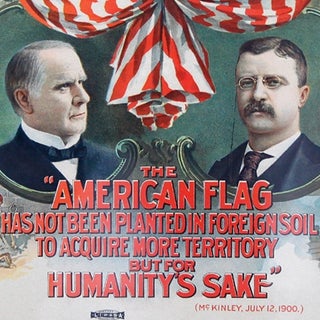 THE
"AMERICAN FLAG
HAS NOT BEEN PLANTED IN FOREIGN SOIL
TO ACQUIRE MORE TERRITORY
BUT FOR
HUMANITY'S SAKE"
(MCKINLEY, JULY 12, 1900.)